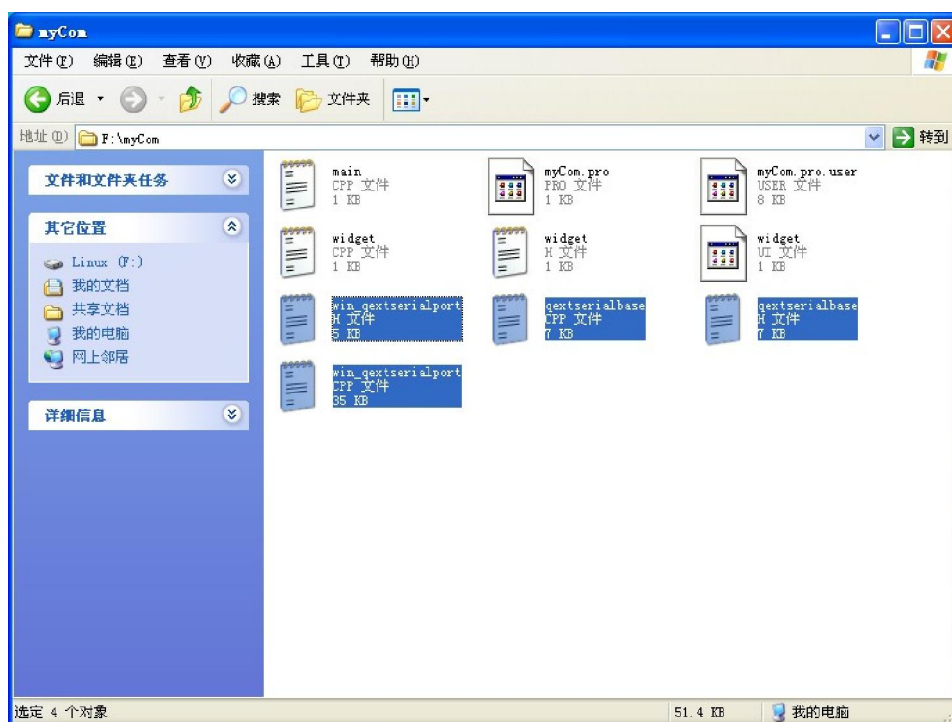 myCom
文件(F) 编辑(E) 查看(V) 收藏(A) 工具(T) 帮助(H)
后退 搜索 文件夹
地址(D) F:\myCom 转到
文件和文件夹任务
其它位置
Linux (F:)
我的文档
共享文档
我的电脑
网上邻居
详细信息
main
CPP 文件
1 KB
myCom.pro
PRO 文件
1 KB
myCom.pro.user
USER 文件
8 KB
widget
CPP 文件
1 KB
widget
H 文件
1 KB
widget
UI 文件
1 KB
win_qextserialport
H 文件
5 KB
qextserialbase
CPP 文件
7 KB
qextserialbase
H 文件
7 KB
win_qextserialport
CPP 文件
35 KB
选定 4 个对象 51.4 KB 我的电脑